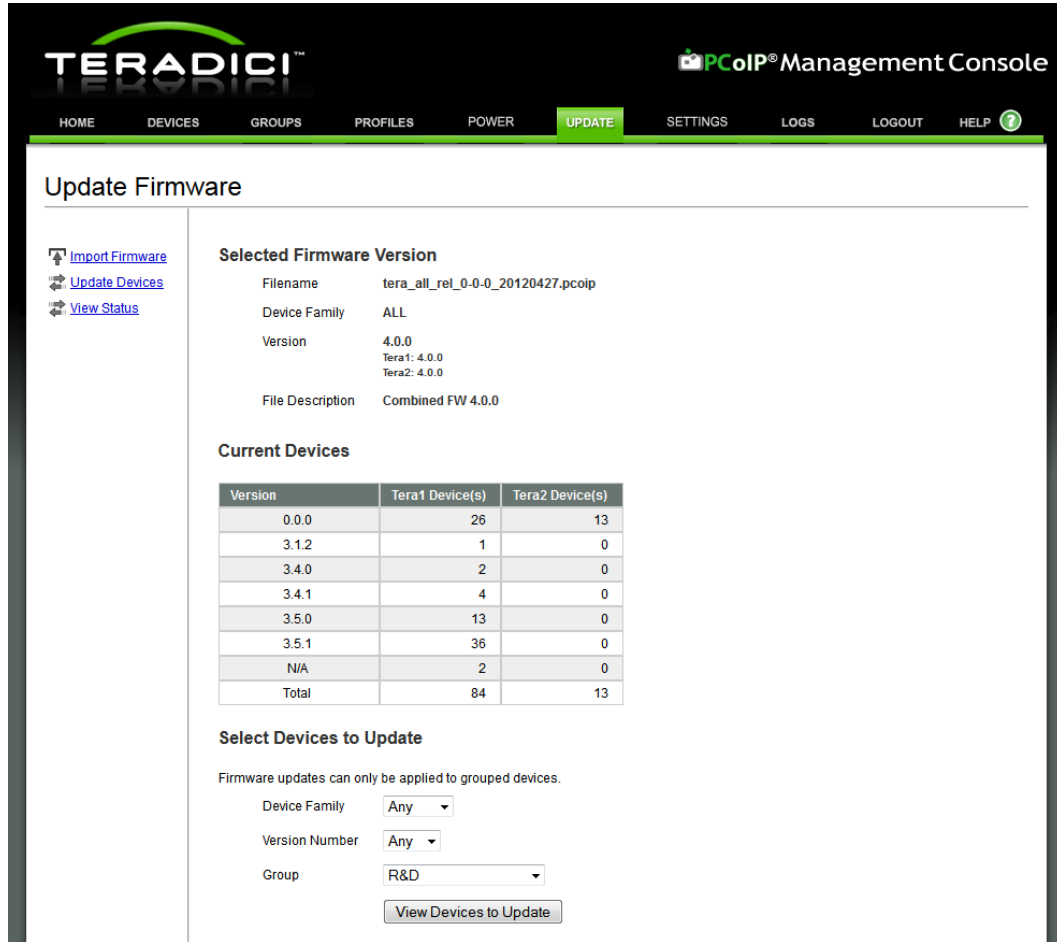 TERADICI™
PCoIP® Management Console
HOME DEVICES GROUPS PROFILES POWER UPDATE SETTINGS LOGS LOGOUT HELP ?
Update Firmware
Import Firmware
Update Devices
View Status
Selected Firmware Version
Filename tera_all_rel_0-0-0_20120427.pcoip
Device Family ALL
Version 4.0.0
Tera1: 4.0.0
Tera2: 4.0.0
File Description Combined FW 4.0.0
Current Devices
Version Tera1 Device(s) Tera2 Device(s)
0.0.0 26 13
3.1.2 1 0
3.4.0 2 0
3.4.1 4 0
3.5.0 13 0
3.5.1 36 0
N/A 2 0
Total 84 13
Select Devices to Update
Firmware updates can only be applied to grouped devices.
Device Family Any
Version Number Any
Group R&D
View Devices to Update